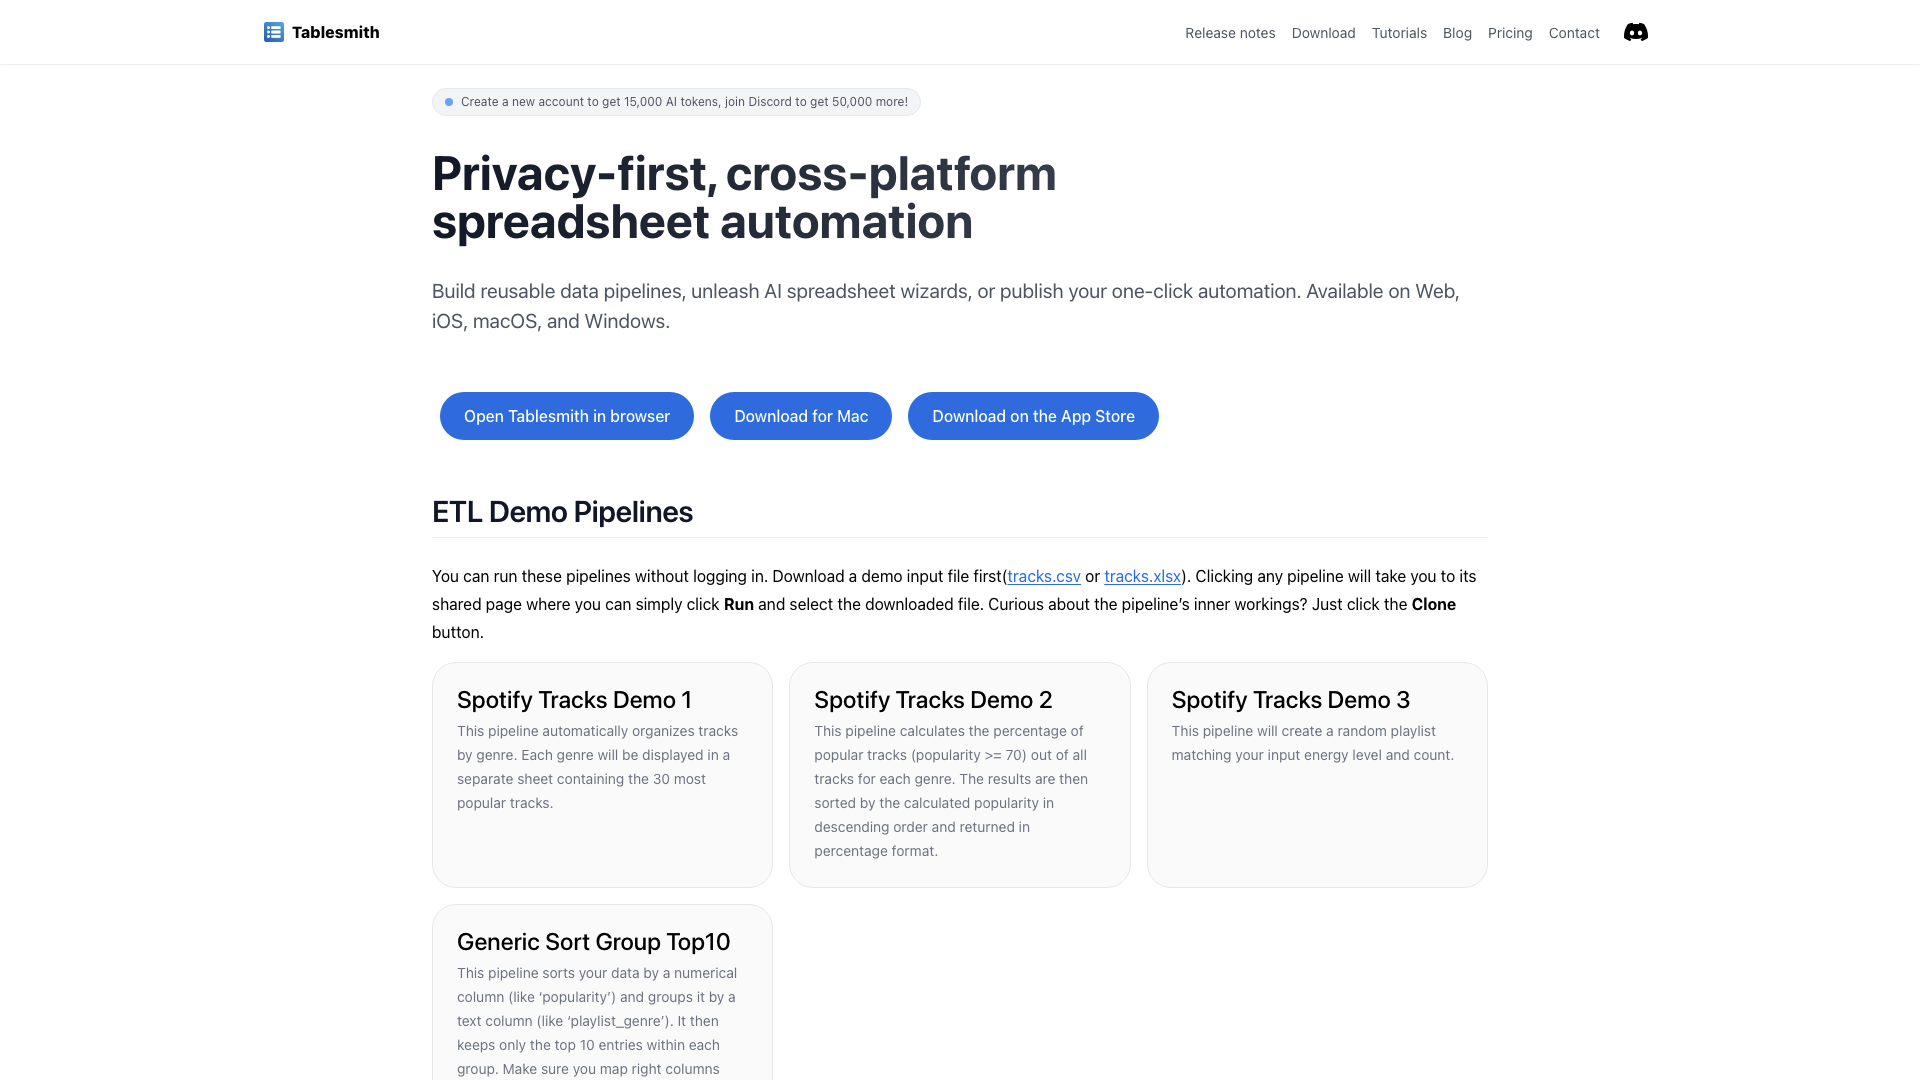 Tablesmith
Release notes
Download
Tutorials
Blog
Pricing
Contact
Create a new account to get 15,000 AI tokens, join Discord to get 50,000 more!
Privacy-first, cross-platform
spreadsheet automation
Build reusable data pipelines, unleash AI spreadsheet wizards, or publish your one-click automation. Available on Web,
iOS, macOS, and Windows.
Open Tablesmith in browser
Download for Mac
Download on the App Store
ETL Demo Pipelines
You can run these pipelines without logging in. Download a demo input file first(tracks.csv or tracks.xlsx). Clicking any pipeline will take you to its
shared page where you can simply click Run and select the downloaded file. Curious about the pipeline’s inner workings? Just click the Clone
button.
Spotify Tracks Demo 1
This pipeline automatically organizes tracks
by genre. Each genre will be displayed in a
separate sheet containing the 30 most
popular tracks.
Spotify Tracks Demo 2
This pipeline calculates the percentage of
popular tracks (popularity >= 70) out of all
tracks for each genre. The results are then
sorted by the calculated popularity in
descending order and returned in
percentage format.
Spotify Tracks Demo 3
This pipeline will create a random playlist
matching your input energy level and count.
Generic Sort Group Top10
This pipeline sorts your data by a numerical
column (like ‘popularity’) and groups it by a
text column (like ‘playlist_genre’). It then
keeps only the top 10 entries within each
group. Make sure you map right columns